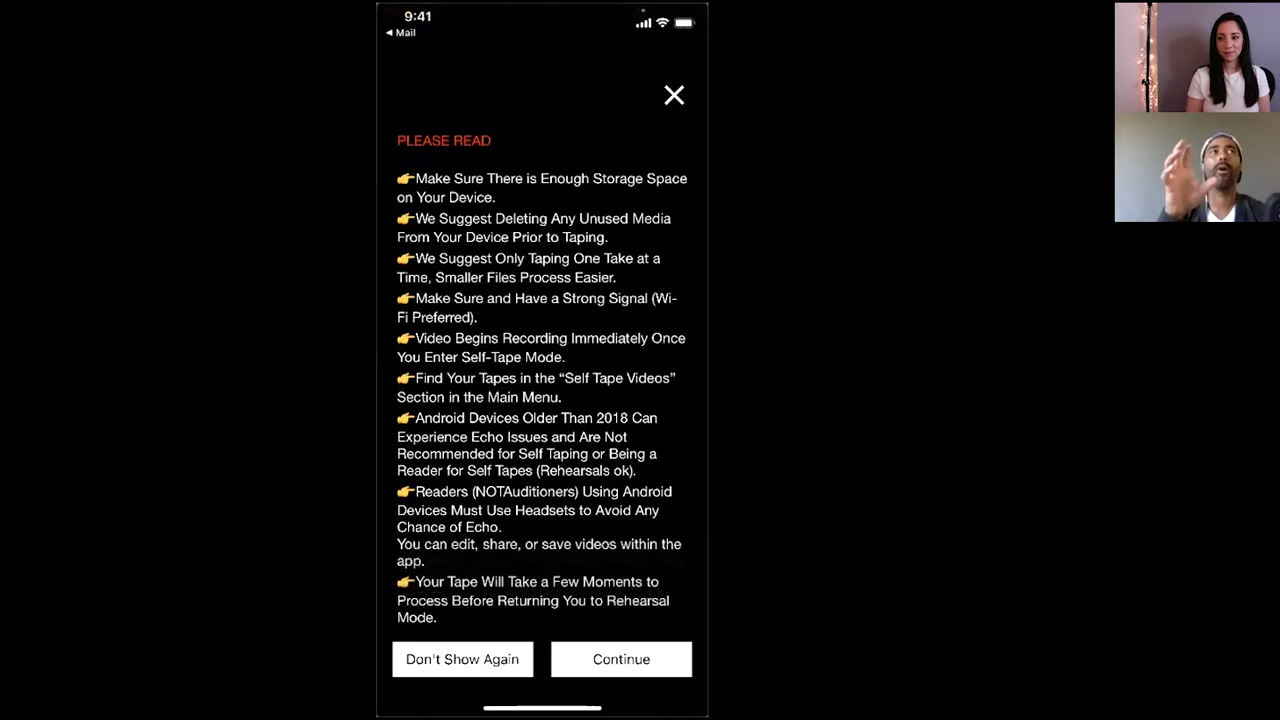 9:41
◀ Mail
PLEASE READ
👉Make Sure There is Enough Storage Space
on Your Device.
👉We Suggest Deleting Any Unused Media
From Your Device Prior to Taping.
👉We Suggest Only Taping One Take at a
Time, Smaller Files Process Easier.
👉Make Sure and Have a Strong Signal (Wi-
Fi Preferred).
👉Video Begins Recording Immediately Once
You Enter Self-Tape Mode.
👉Find Your Tapes in the “Self Tape Videos”
Section in the Main Menu.
👉Android Devices Older Than 2018 Can
Experience Echo Issues and Are Not
Recommended for Self Taping or Being a
Reader for Self Tapes (Rehearsals ok).
👉Readers (NOTAuditioners) Using Android
Devices Must Use Headsets to Avoid Any
Chance of Echo.
You can edit, share, or save videos within the
app.
👉Your Tape Will Take a Few Moments to
Process Before Returning You to Rehearsal
Mode.
Don't Show Again
Continue